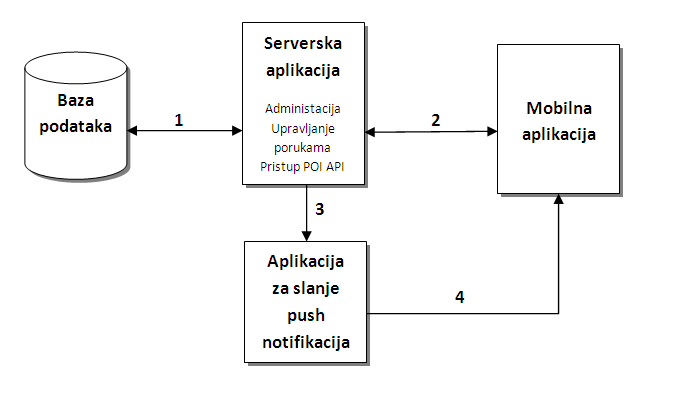 Baza
podataka
1
Serverska
aplikacija
Administacija
Upravljanje
porukama
Pristup POI API
2
Mobilna
aplikacija
3
Aplikacija
za slanje
push
notifikacija
4